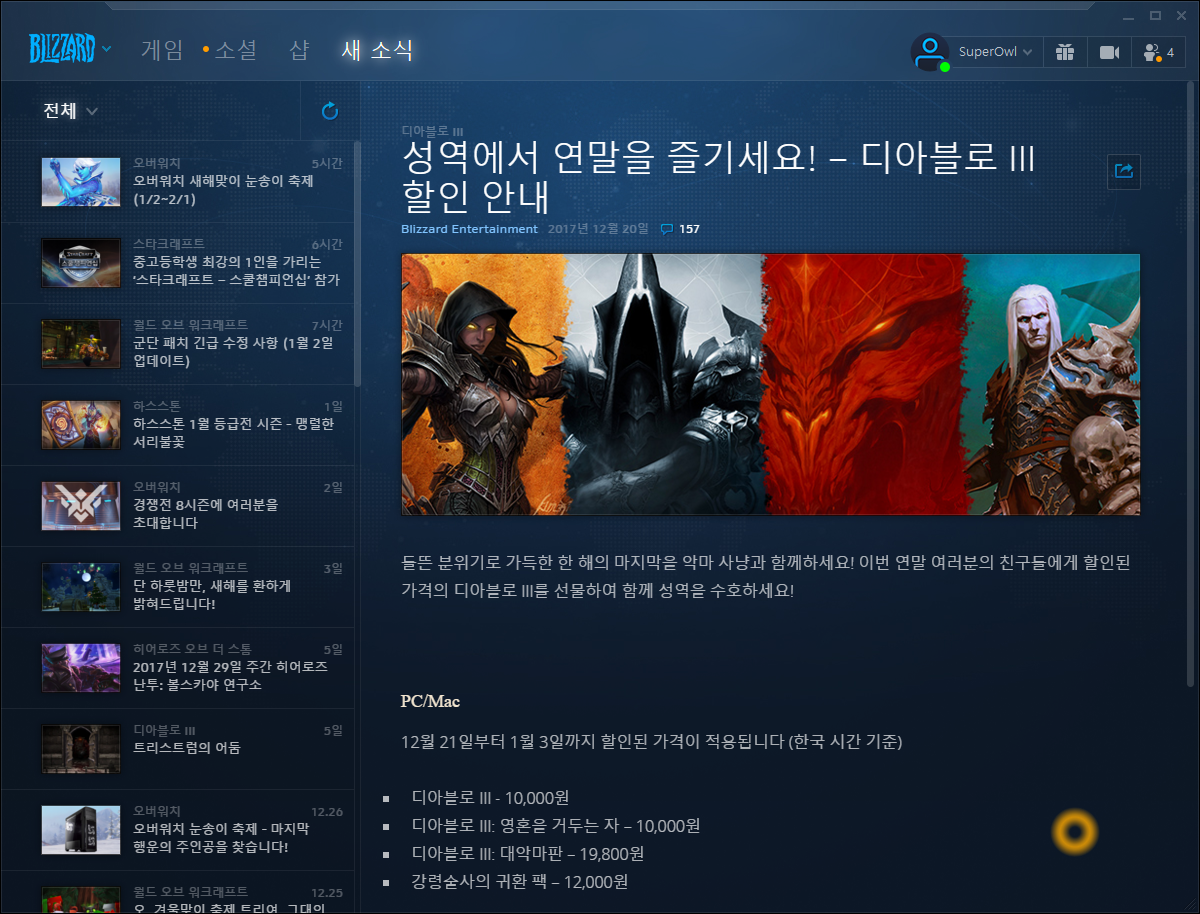 BLIZZARD
게임
소셜
샵
새 소식
SuperOwl
4
전체
오버워치 5시간
오버워치 새해맞이 눈송이 축제
(1/2~2/1)
스타크래프트 6시간
중고등학생 최강의 1인을 가리는
‘스타크래프트 – 스쿨챔피언십’ 참가
월드 오브 워크래프트 7시간
군단 패치 긴급 수정 사항 (1월 2일
업데이트)
하스스톤 1일
하스스톤 1월 등급전 시즌 - 맹렬한
서리불꽃
오버워치 2일
경쟁전 8시즌에 여러분을
초대합니다
월드 오브 워크래프트 3일
단 하룻밤만, 새해를 환하게
밝혀드립니다!
히어로즈 오브 더 스톰 5일
2017년 12월 29일 주간 히어로즈
난투: 볼스카야 연구소
디아블로 III 5일
트리스트럼의 어둠
오버워치 12.26
오버워치 눈송이 축제 - 마지막
행운의 주인공을 찾습니다!
월드 오브 워크래프트 12.25
디아블로 III
성역에서 연말을 즐기세요! – 디아블로 III
할인 안내
Blizzard Entertainment 2017년 12월 20일 157
들뜬 분위기로 가득한 한 해의 마지막을 악마 사냥과 함께하세요! 이번 연말 여러분의 친구들에게 할인된
가격의 디아블로 III를 선물하여 함께 성역을 수호하세요!
PC/Mac
12월 21일부터 1월 3일까지 할인된 가격이 적용됩니다 (한국 시간 기준)
디아블로 III - 10,000원
디아블로 III: 영혼을 거두는 자 – 10,000원
디아블로 III: 대악마판 – 19,800원
강령술사의 귀환 팩 – 12,000원